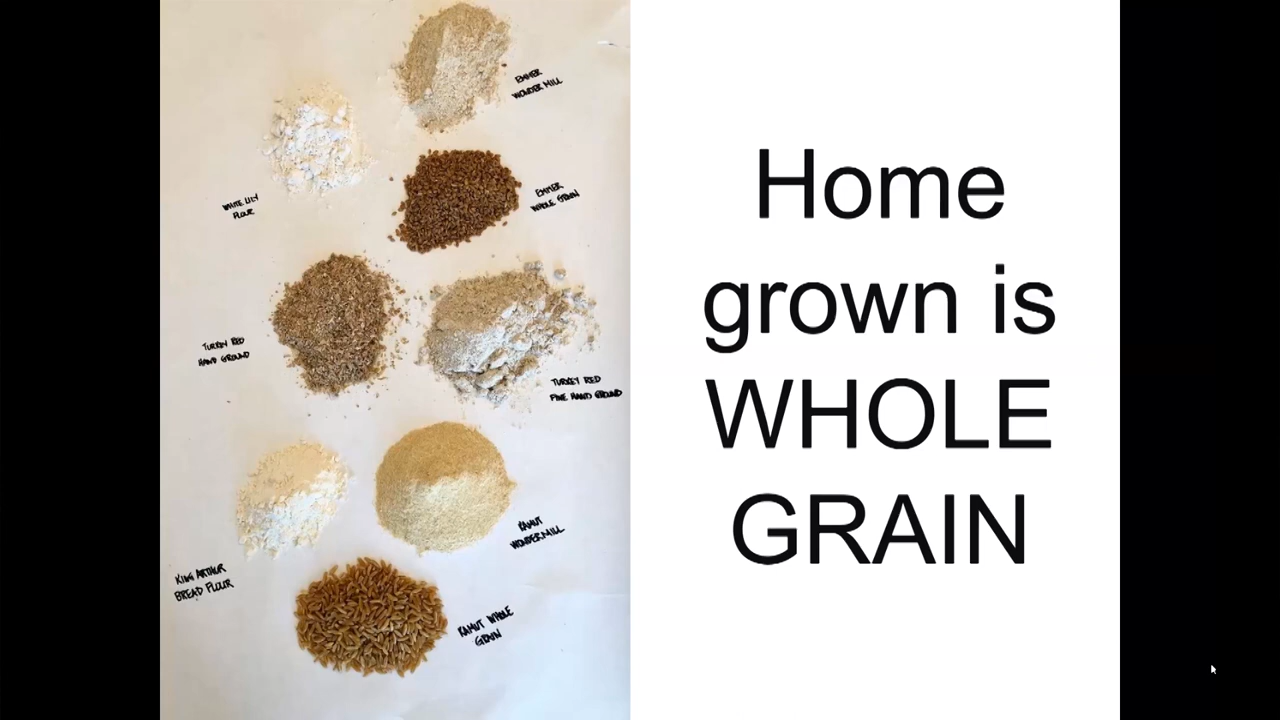 EMMER
WONDER MILL
WHITE LILY
FLOUR
EMMER
WHOLE GRAIN
TURKEY RED
HAND GROUND
TURKEY RED
FINE HAND GROUND
KAMUT
WONDERMILL
KING ARTHUR
BREAD FLOUR
KAMUT WHOLE
GRAIN
Home
grown is
WHOLE
GRAIN